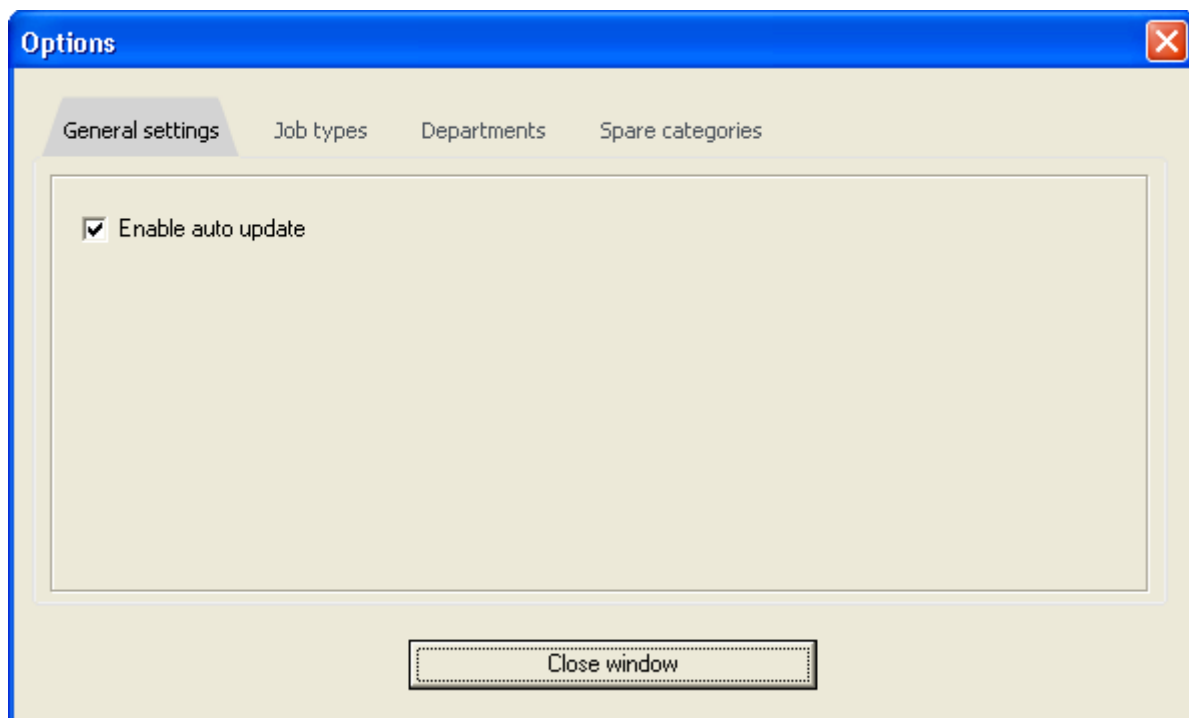 Options
General settings Job types Departments Spare categories
Enable auto update
Close window